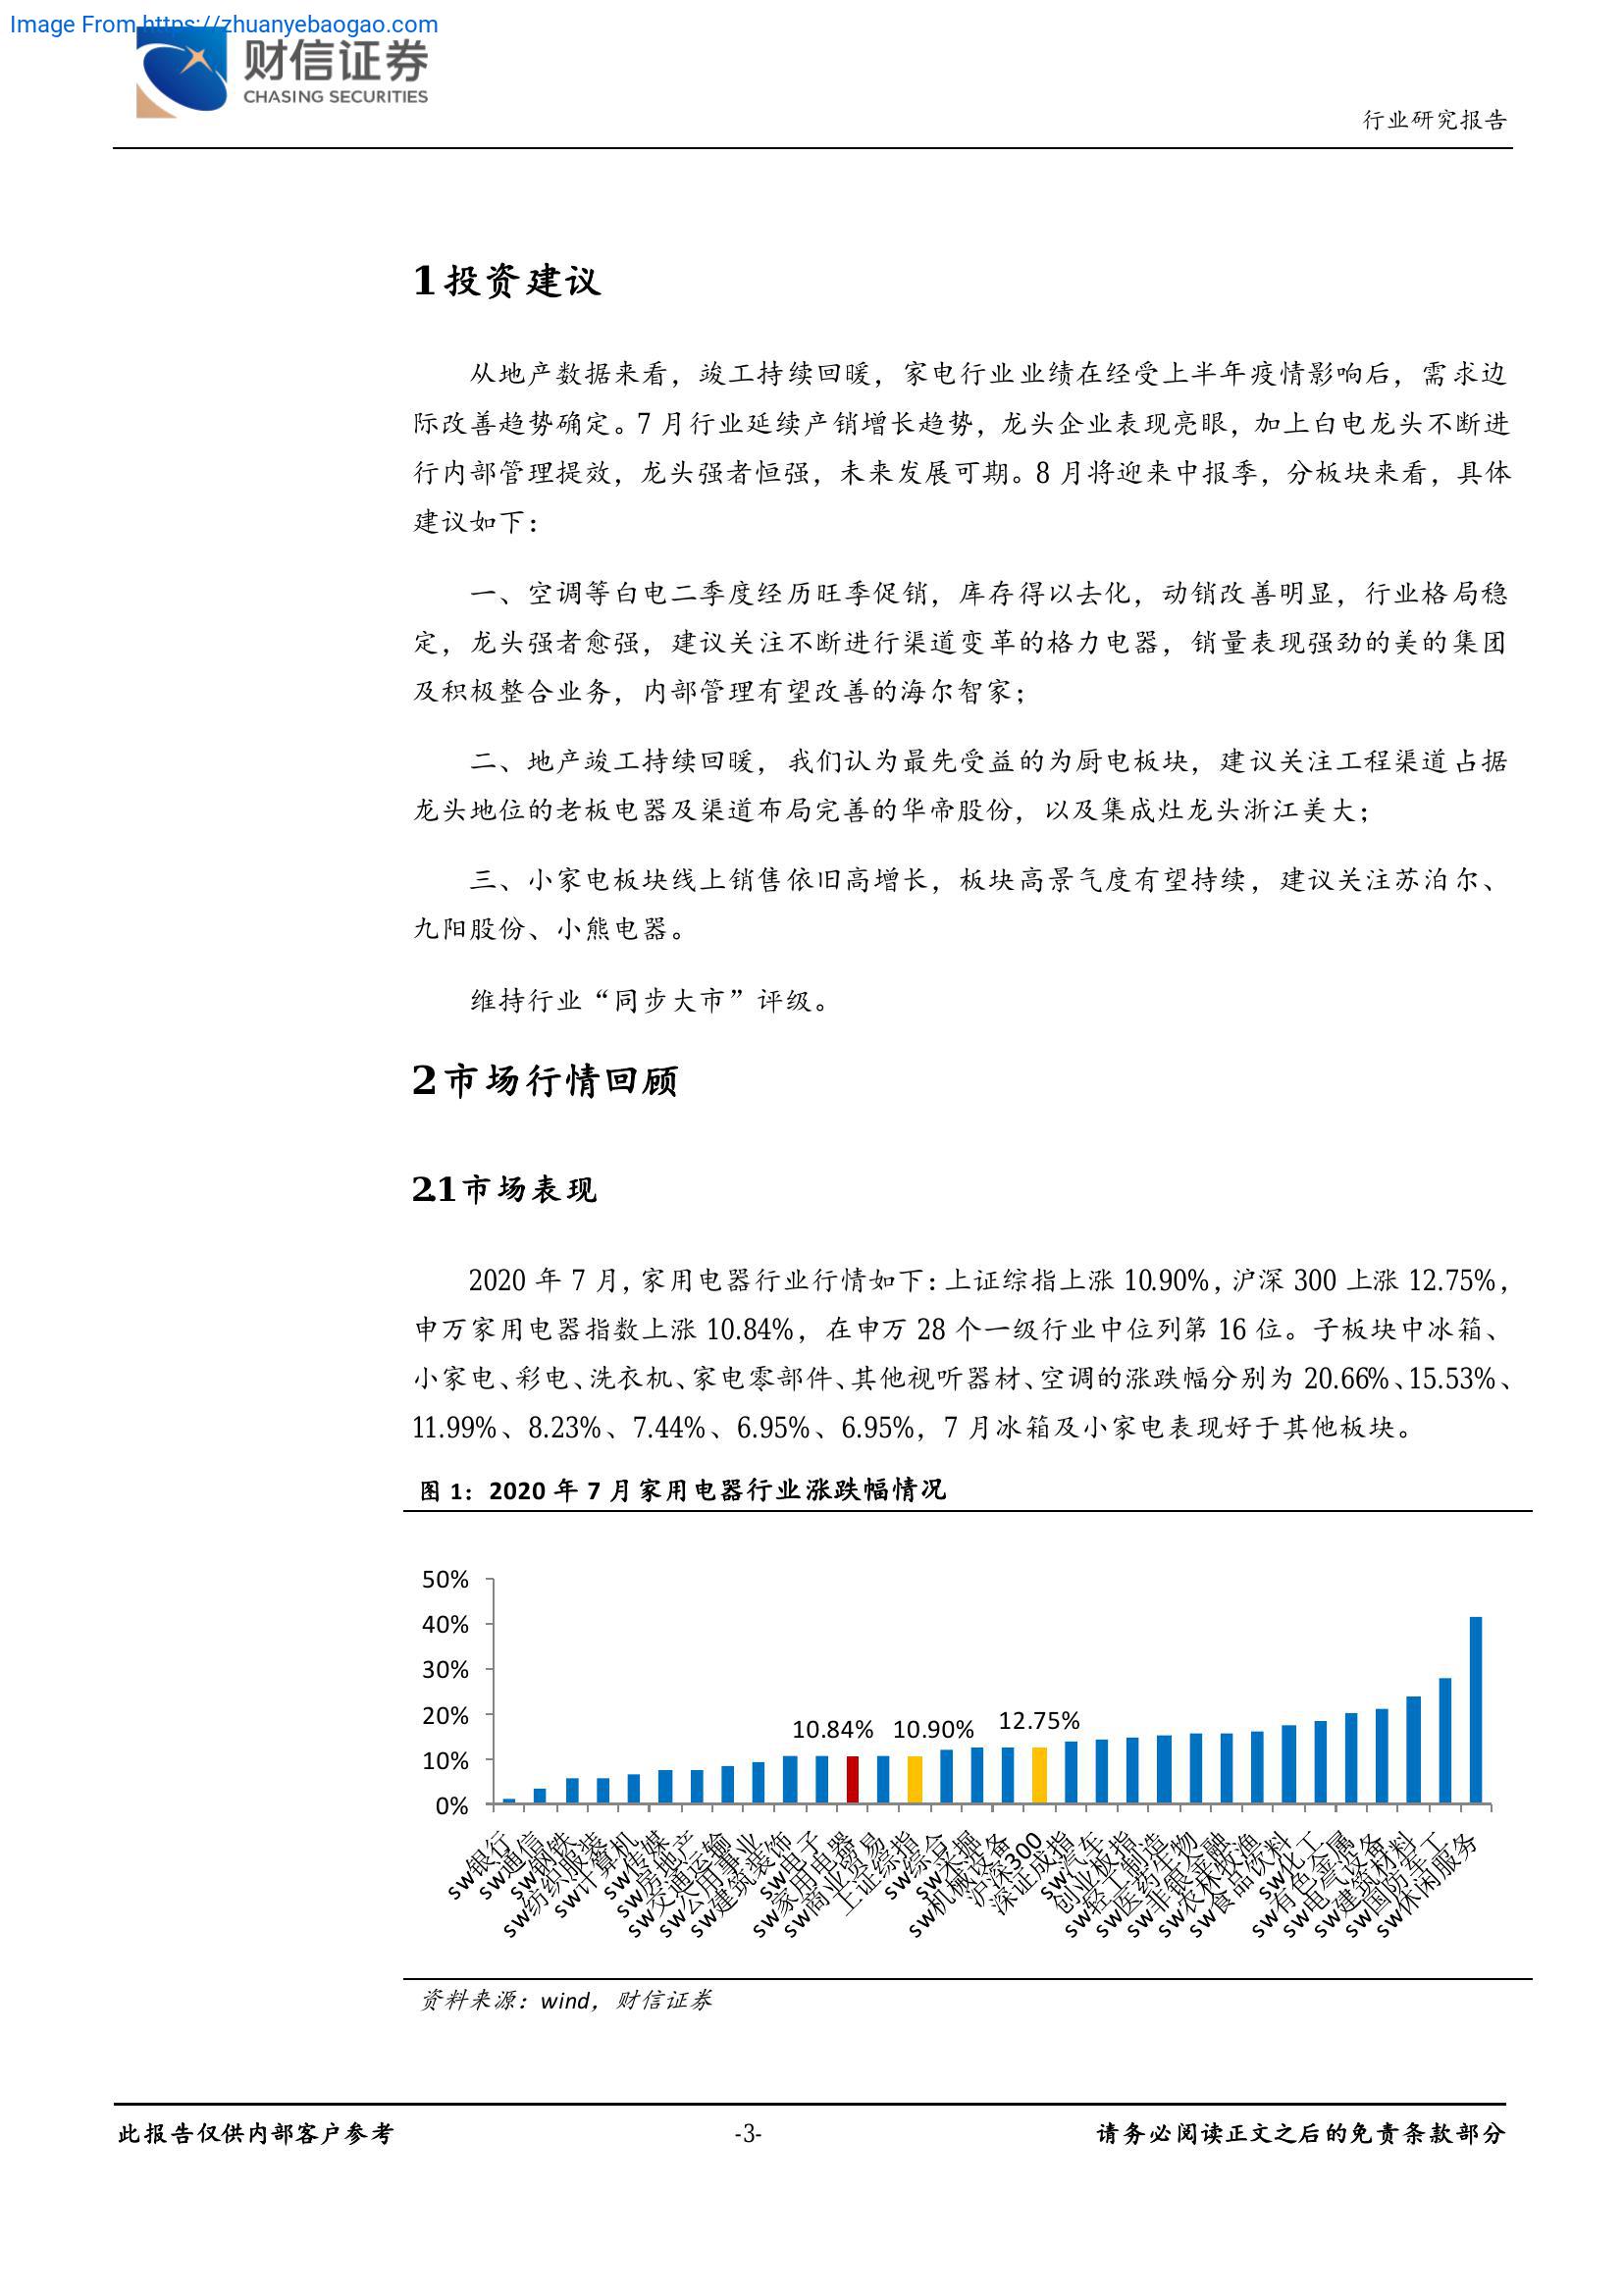 Image From https://zhuanyebaogao.com
财信证券
CHASING SECURITIES
行业研究报告
1 投资建议
从地产数据来看，竣工持续回暖，家电行业业绩在经受上半年疫情影响后，需求边
际改善趋势确定。7 月行业延续产销增长趋势，龙头企业表现亮眼，加上白电龙头不断进
行内部管理提效，龙头强者恒强，未来发展可期。8 月将迎来中报季，分板块来看，具体
建议如下：
一、空调等白电二季度经历旺季促销，库存得以去化，动销改善明显，行业格局稳
定，龙头强者愈强，建议关注不断进行渠道变革的格力电器，销量表现强劲的美的集团
及积极整合业务，内部管理有望改善的海尔智家；
二、地产竣工持续回暖，我们认为最先受益的为厨电板块，建议关注工程渠道占据
龙头地位的老板电器及渠道布局完善的华帝股份，以及集成灶龙头浙江美大；
三、小家电板块线上销售依旧高增长，板块高景气度有望持续，建议关注苏泊尔、
九阳股份、小熊电器。
维持行业“同步大市”评级。
2 市场行情回顾
2.1 市场表现
2020 年 7 月，家用电器行业行情如下：上证综指上涨 10.90%，沪深 300 上涨 12.75%，
申万家用电器指数上涨 10.84%，在申万 28 个一级行业中位列第 16 位。子板块中冰箱、
小家电、彩电、洗衣机、家电零部件、其他视听器材、空调的涨跌幅分别为 20.66%、15.53%、
11.99%、8.23%、7.44%、6.95%、6.95%，7 月冰箱及小家电表现好于其他板块。
图 1：2020 年 7 月家用电器行业涨跌幅情况
50%
40%
30%
20%
10%
0%
10.84%
10.90%
12.75%
sw银行
sw通信
sw钢铁
sw纺织服装
sw计算机
sw传媒
sw房地产
sw交通运输
sw公用事业
sw建筑装饰
sw电子
sw家用电器
sw商业贸易
上证综指
sw综合
sw采掘
sw机械设备
沪深300
深证成指
sw汽车
创业板指
sw轻工制造
sw医药生物
sw非银金融
sw农林牧渔
sw食品饮料
sw化工
sw有色金属
sw电气设备
sw建筑材料
sw国防军工
sw休闲服务
资料来源：wind，财信证券
此报告仅供内部客户参考
-3-
请务必阅读正文之后的免责条款部分